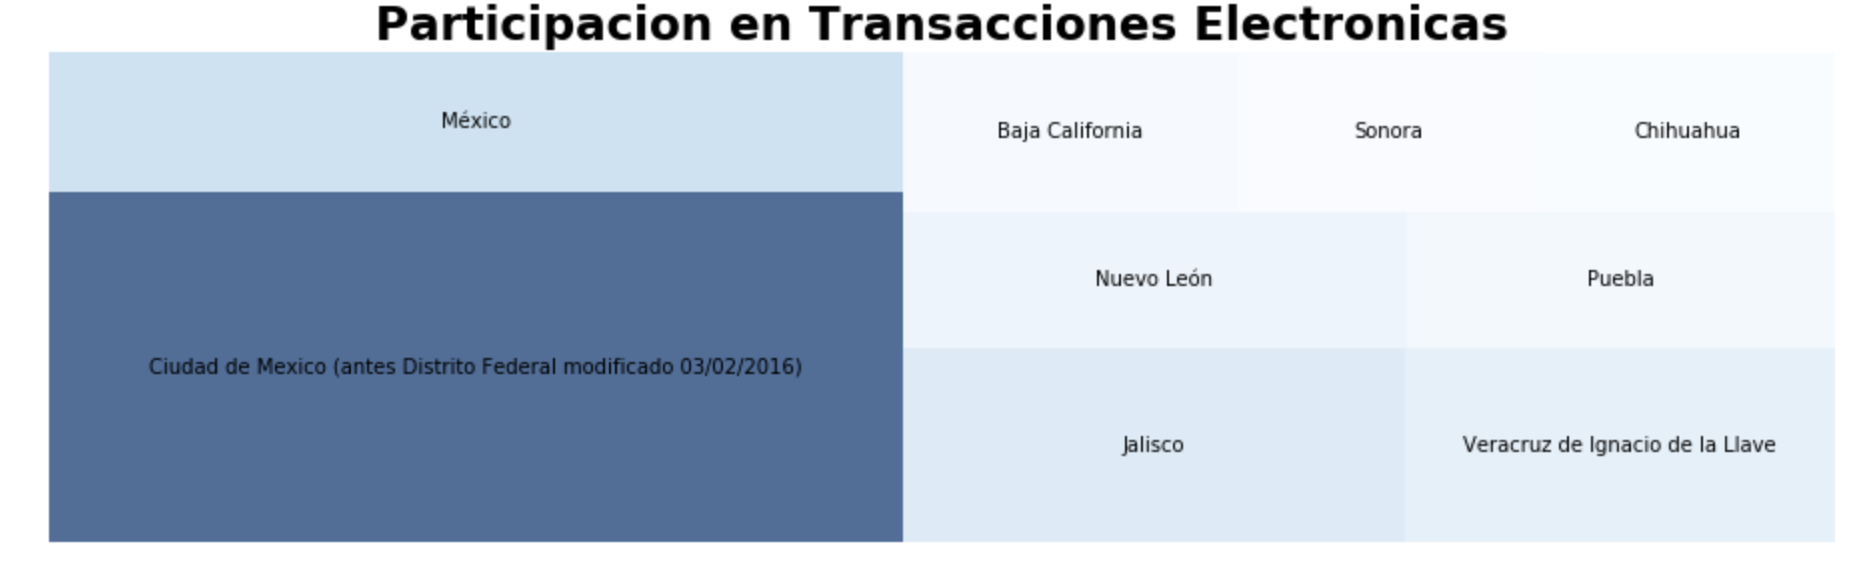 Participacion en Transacciones Electronicas
México
Baja California
Sonora
Chihuahua
Nuevo León
Puebla
Ciudad de Mexico (antes Distrito Federal modificado 03/02/2016)
Jalisco
Veracruz de Ignacio de la Llave